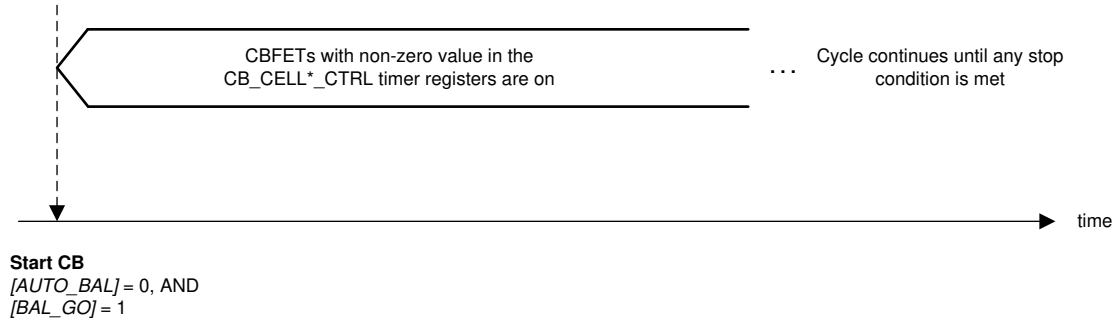 CBFETs with non-zero value in the
CB_CELL*_CTRL timer registers are on
... Cycle continues until any stop
condition is met
time
Start CB
[AUTO_BAL] = 0, AND
[BAL_GO] = 1